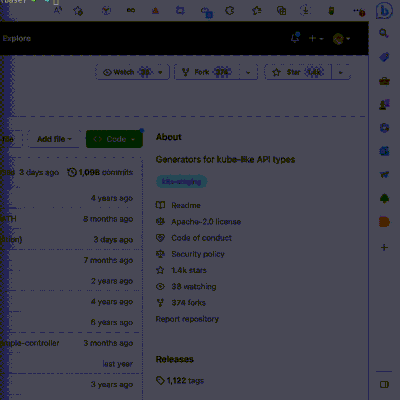 Explore
Watch Fork Star
Add file Code About
Generators for kube-like API types
3 days ago 1,098 commits
k8s-staging
4 years ago
Readme
8 months ago
Apache-2.0 license
3 days ago
Code of conduct
7 months ago
Security policy
2 years ago
1.4k stars
38 watching
4 years ago
374 forks
6 years ago
Report repository
3 months ago
last year
Releases
3 years ago
1,122 tags